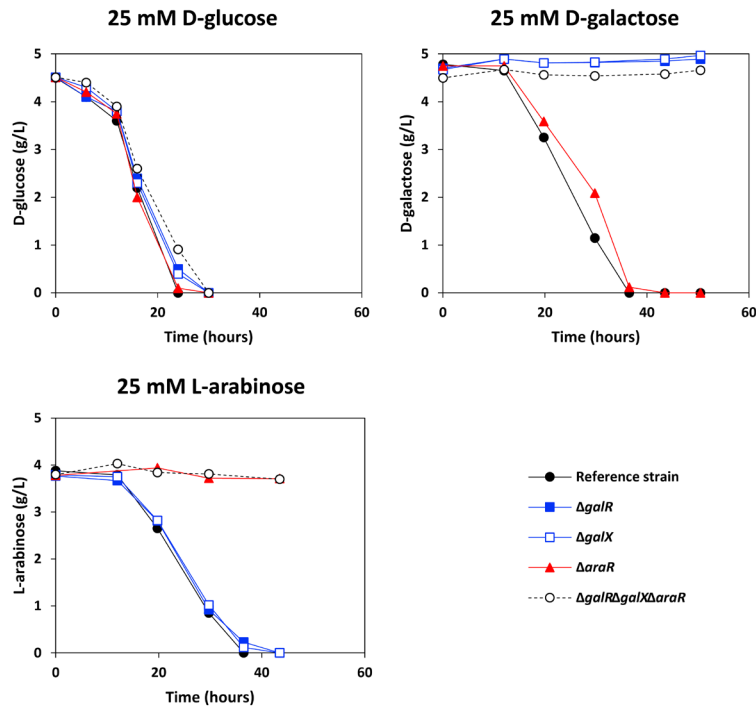 25 mM D-glucose
5
4
3
2
1
0
D-glucose (g/L)
0 20 40 60
Time (hours)
25 mM D-galactose
5
4
3
2
1
0
D-galactose (g/L)
0 20 40 60
Time (hours)
25 mM L-arabinose
5
4
3
2
1
0
L-arabinose (g/L)
0 20 40 60
Time (hours)
Reference strain
ΔgalR
ΔgalX
ΔaraR
ΔgalRΔgalXΔaraR